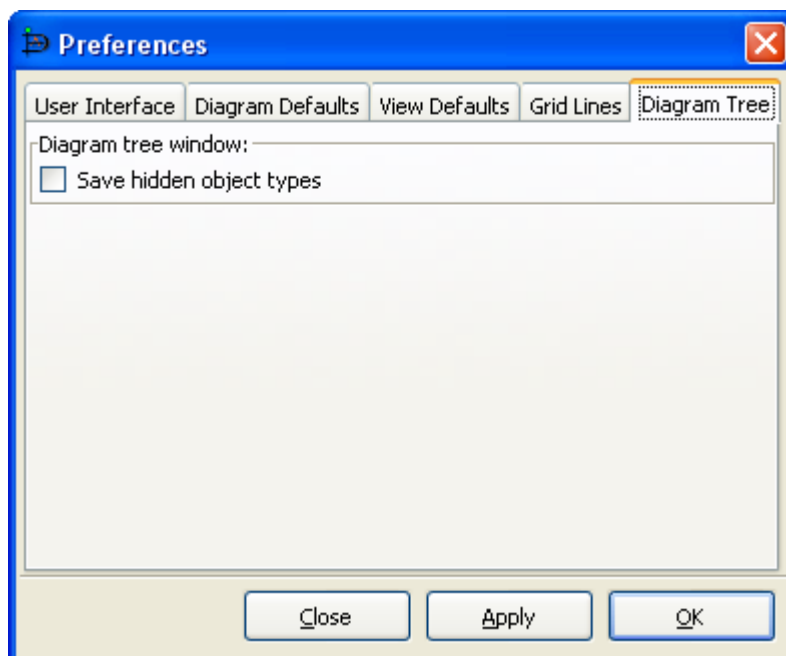 Preferences
User Interface Diagram Defaults View Defaults Grid Lines Diagram Tree
Diagram tree window:
Save hidden object types
Close Apply OK